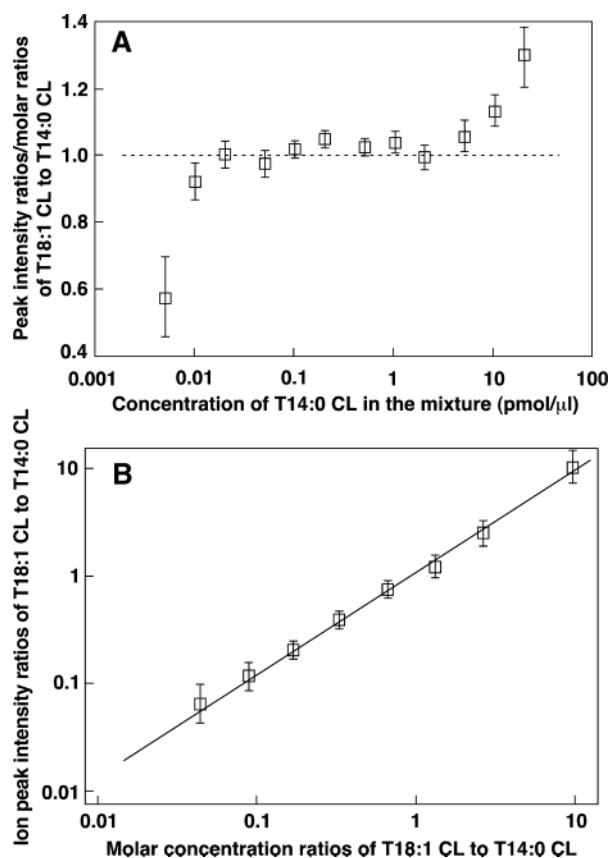 A
Peak intensity ratios/molar ratios
of T18:1 CL to T14:0 CL
1.4
1.2
1.0
0.8
0.6
0.4
0.001 0.01 0.1 1 10 100
Concentration of T14:0 CL in the mixture (pmol/µl)
B
Ion peak intensity ratios of T18:1 CL to T14:0 CL
10
1
0.1
0.01
0.01 0.1 1 10
Molar concentration ratios of T18:1 CL to T14:0 CL